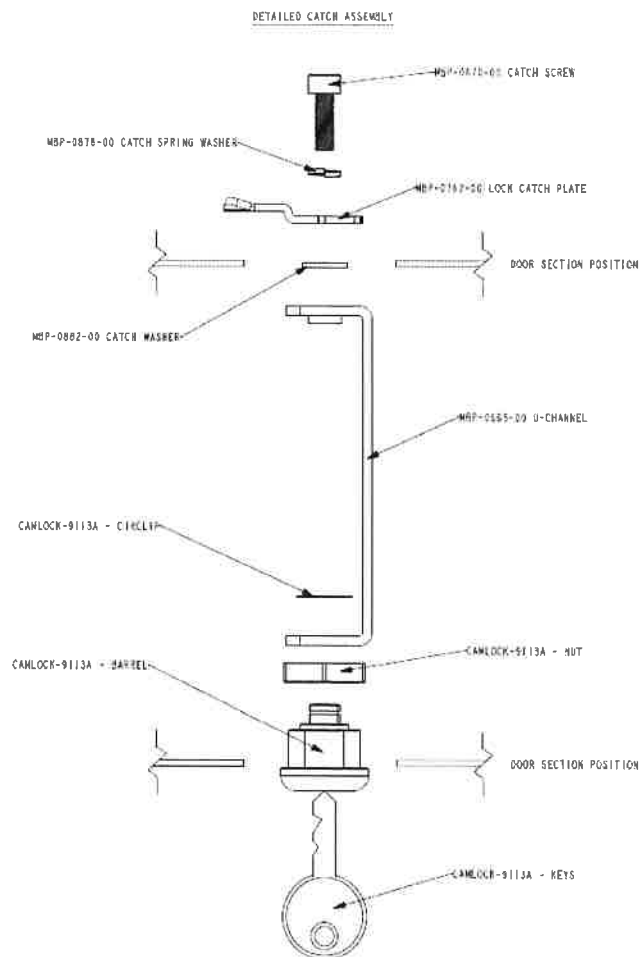 DETAILED CATCH ASSEMBLY
CATCH SCREW
MBP-0878-00 CATCH SPRING WASHER
LOCK CATCH PLATE
DOOR SECTION POSITION
MBP-0882-00 CATCH WASHER
U-CHANNEL
CAMLOCK-9113A - CIRCLIP
CAMLOCK-9113A - NUT
CAMLOCK-9113A - BARREL
DOOR SECTION POSITION
CAMLOCK-9113A - KEYS